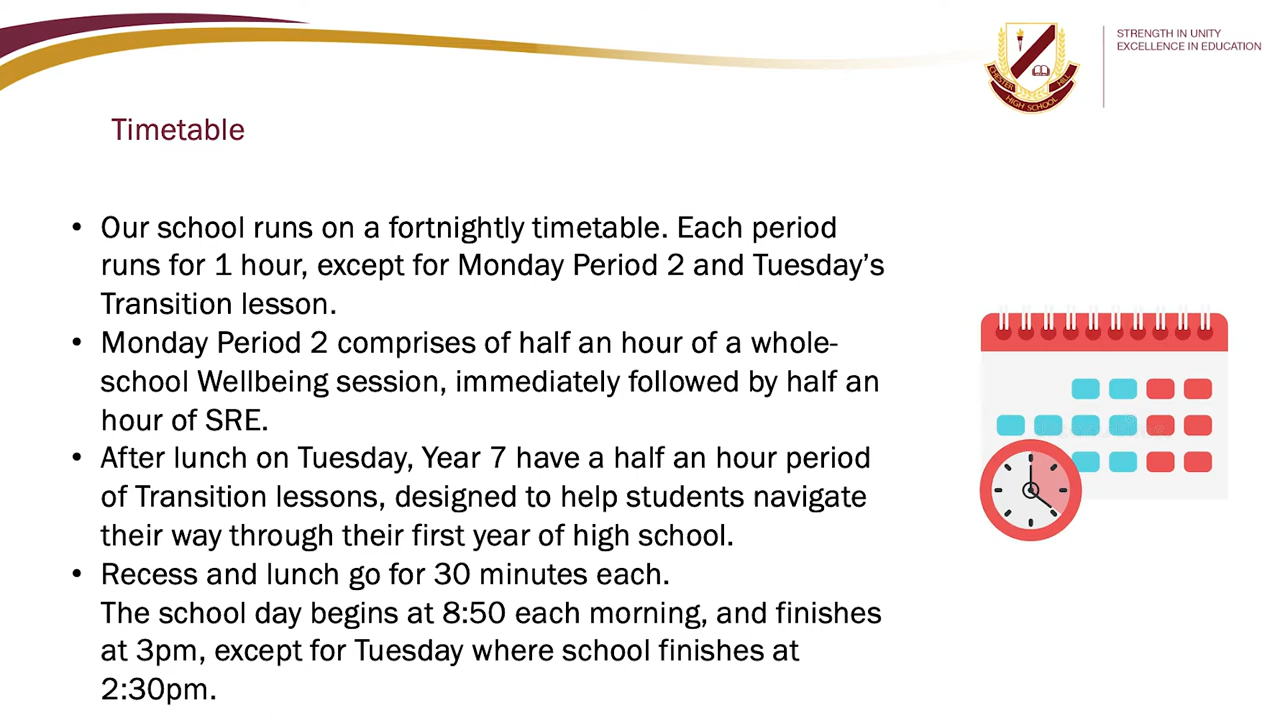 STRENGTH IN UNITY
EXCELLENCE IN EDUCATION
CHESTER HILL
HIGH SCHOOL
Timetable
• Our school runs on a fortnightly timetable. Each period
runs for 1 hour, except for Monday Period 2 and Tuesday’s
Transition lesson.
• Monday Period 2 comprises of half an hour of a whole-
school Wellbeing session, immediately followed by half an
hour of SRE.
• After lunch on Tuesday, Year 7 have a half an hour period
of Transition lessons, designed to help students navigate
their way through their first year of high school.
• Recess and lunch go for 30 minutes each.
The school day begins at 8:50 each morning, and finishes
at 3pm, except for Tuesday where school finishes at
2:30pm.